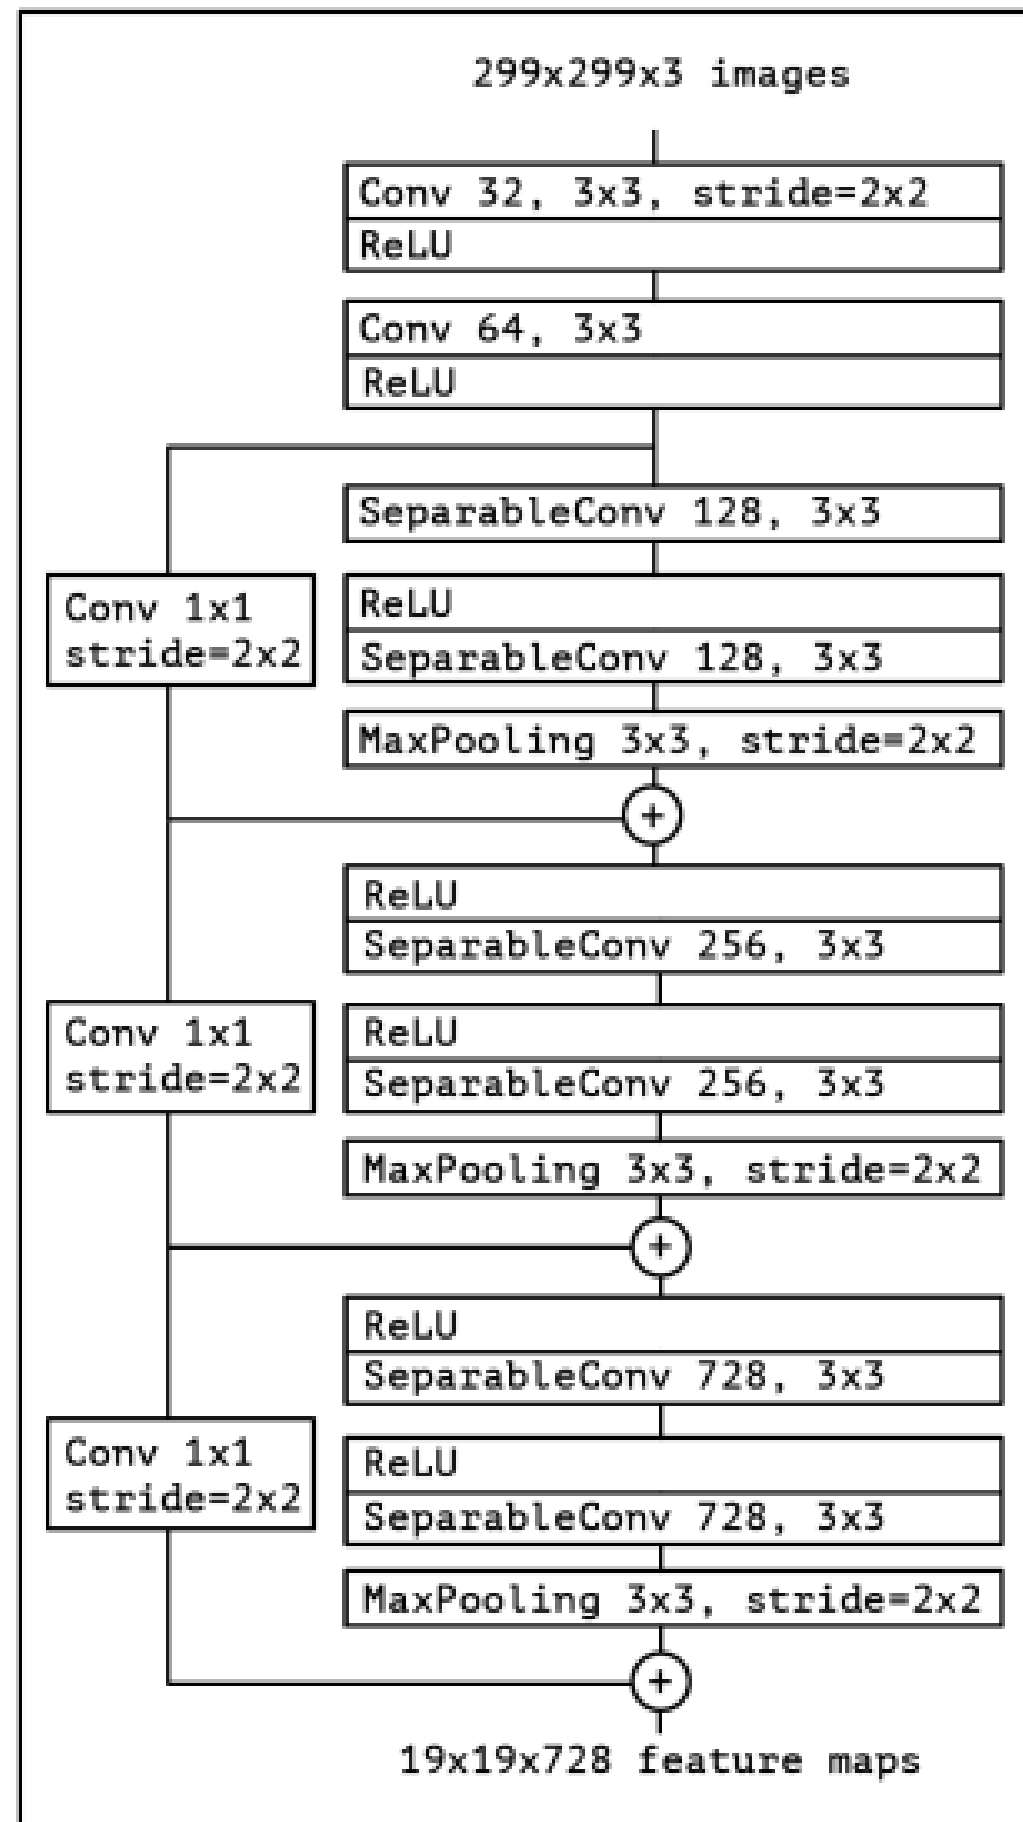 299x299x3 images
Conv 32, 3x3, stride=2x2
ReLU
Conv 64, 3x3
ReLU
SeparableConv 128, 3x3
Conv 1x1
stride=2x2
ReLU
SeparableConv 128, 3x3
MaxPooling 3x3, stride=2x2
+
ReLU
SeparableConv 256, 3x3
Conv 1x1
stride=2x2
ReLU
SeparableConv 256, 3x3
MaxPooling 3x3, stride=2x2
+
ReLU
SeparableConv 728, 3x3
Conv 1x1
stride=2x2
ReLU
SeparableConv 728, 3x3
MaxPooling 3x3, stride=2x2
+
19x19x728 feature maps